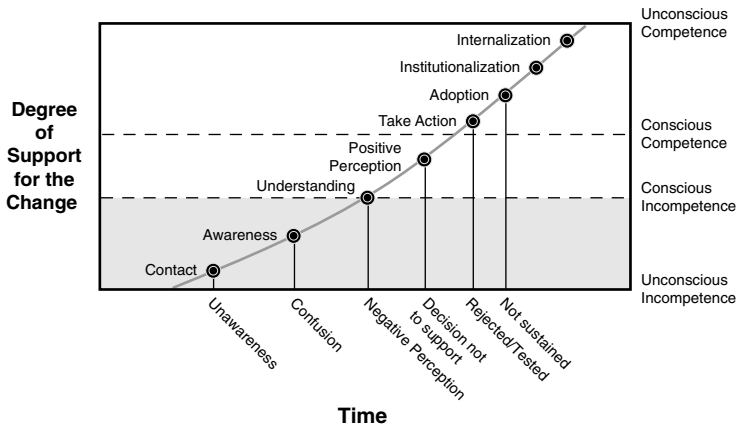 Unconscious
Competence
Internalization
Institutionalization
Adoption
Take Action
Degree
of
Support
for the
Change
Conscious
Competence
Positive
Perception
Understanding
Conscious
Incompetence
Awareness
Contact
Unconscious
Incompetence
Unawareness
Confusion
Negative Perception
Decision not
to support
Rejected/Tested
Not sustained
Time